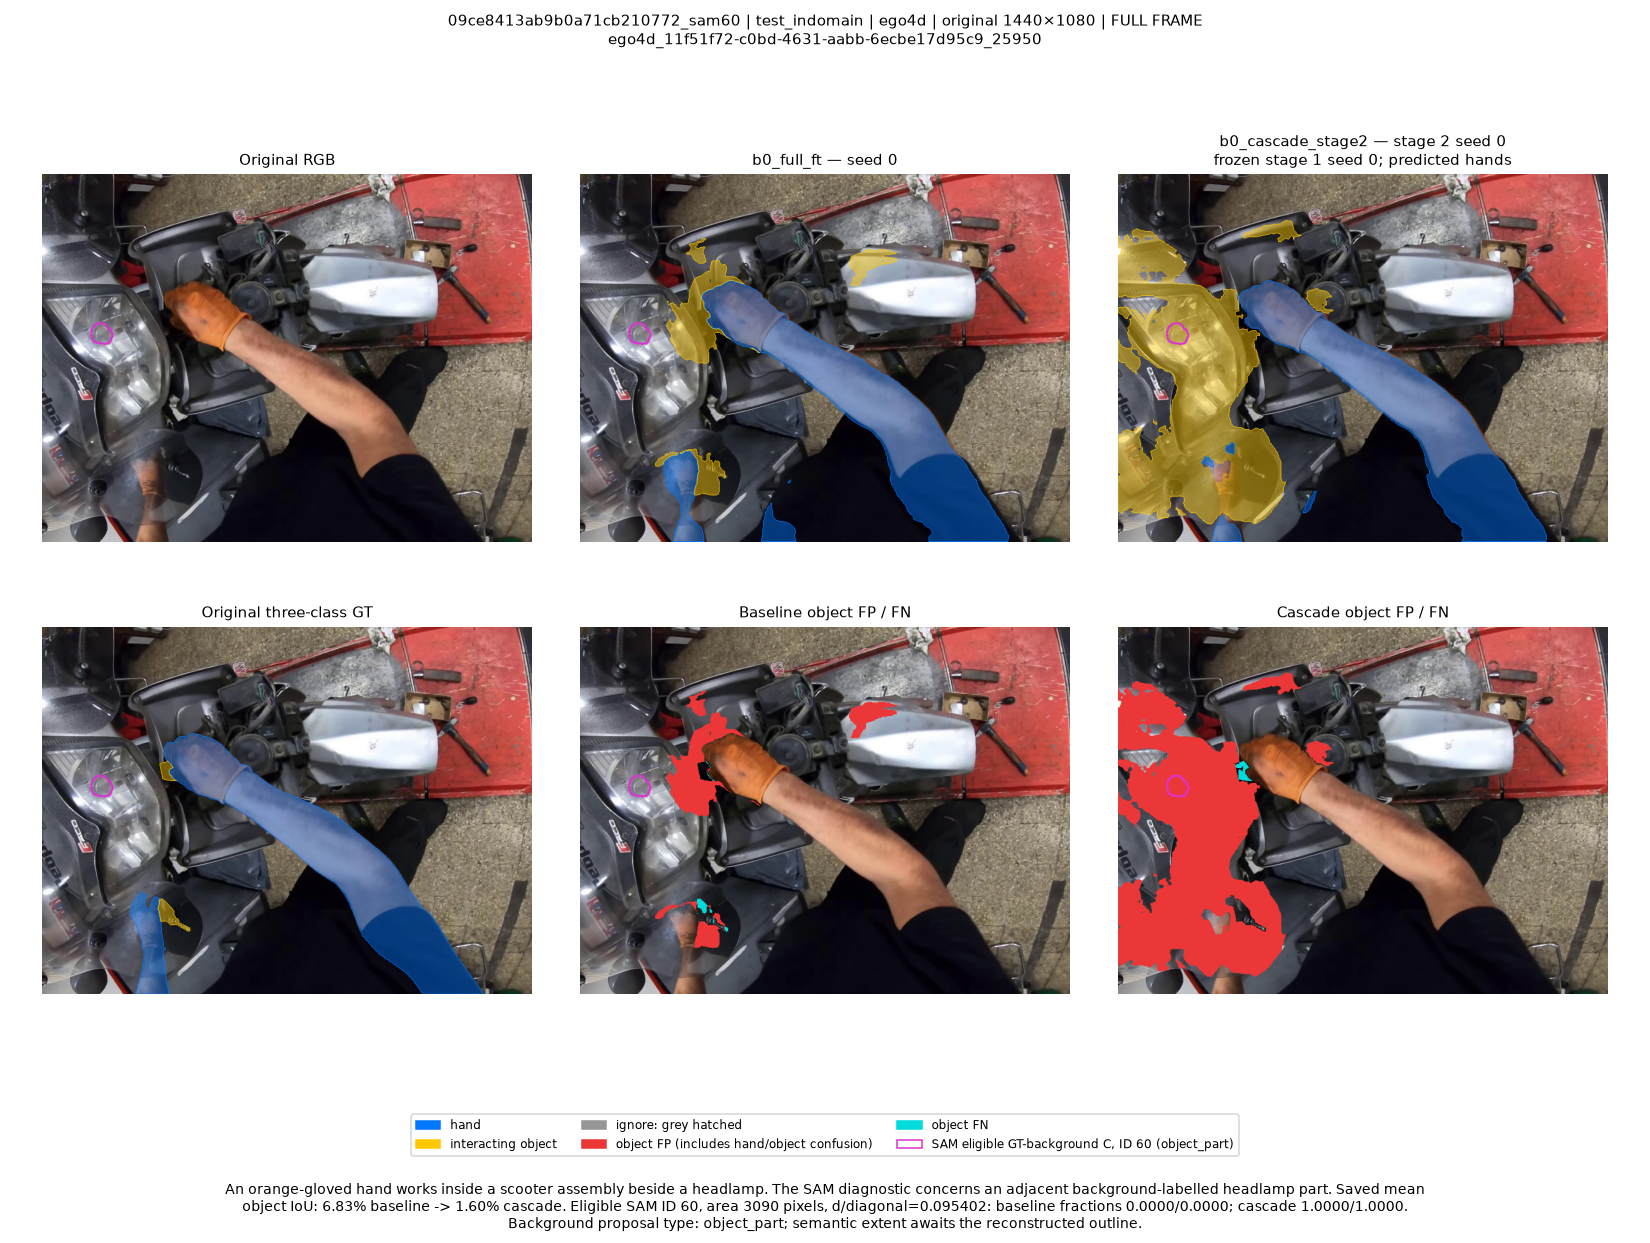 09ce8413ab9b0a71cb210772_sam60 | test_indomain | ego4d | original 1440×1080 | FULL FRAME
ego4d_11f51f72-c0bd-4631-aabb-6ecbe17d95c9_25950
Original RGB
b0_full_ft — seed 0
b0_cascade_stage2 — stage 2 seed 0
frozen stage 1 seed 0; predicted hands
Original three-class GT
Baseline object FP / FN
Cascade object FP / FN
hand
ignore: grey hatched
object FN
interacting object
object FP (includes hand/object confusion)
SAM eligible GT-background C, ID 60 (object_part)
An orange-gloved hand works inside a scooter assembly beside a headlamp. The SAM diagnostic concerns an adjacent background-labelled headlamp part. Saved mean
object IoU: 6.83% baseline -> 1.60% cascade. Eligible SAM ID 60, area 3090 pixels, d/diagonal=0.095402: baseline fractions 0.0000/0.0000; cascade 1.0000/1.0000.
Background proposal type: object_part; semantic extent awaits the reconstructed outline.